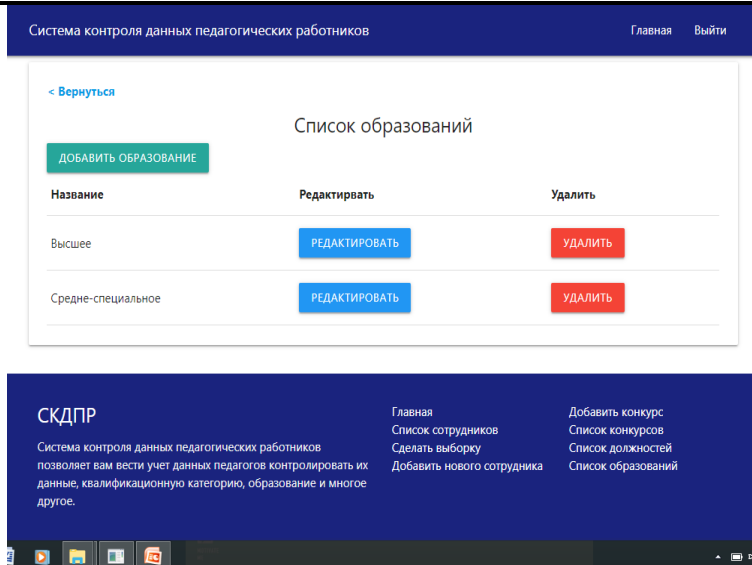 Система контроля данных педагогических работников Главная Выйти
< Вернуться
Список образований
ДОБАВИТЬ ОБРАЗОВАНИЕ
Название Редактирвать Удалить
Высшее РЕДАКТИРОВАТЬ УДАЛИТЬ
Средне-специальное РЕДАКТИРОВАТЬ УДАЛИТЬ
СКДПР
Система контроля данных педагогических работников
позволяет вам вести учет данных педагогов контролировать их
данные, квалификационную категорию, образование и многое
другое.
Главная
Список сотрудников
Сделать выборку
Добавить нового сотрудника
Добавить конкурс
Список конкурсов
Список должностей
Список образований